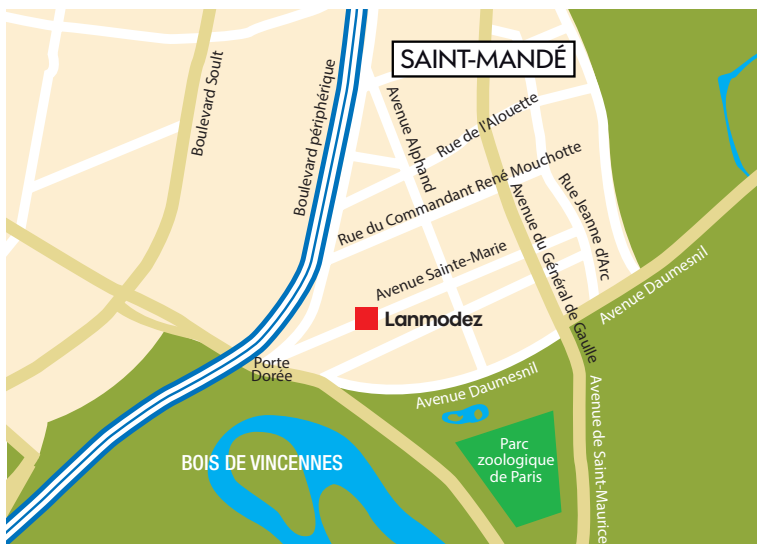 SAINT-MANDÉ
Boulevard Soult
Boulevard périphérique
Avenue Alphand
Rue de l'Alouette
Rue du Commandant René Mouchotte
Rue Jeanne d'Arc
Avenue du Général de Gaulle
Avenue Sainte-Marie
Avenue Daumesnil
Lanmodez
Porte
Dorée
Avenue Daumesnil
Avenue de Saint-Maurice
BOIS DE VINCENNES
Parc
zoologique
de Paris